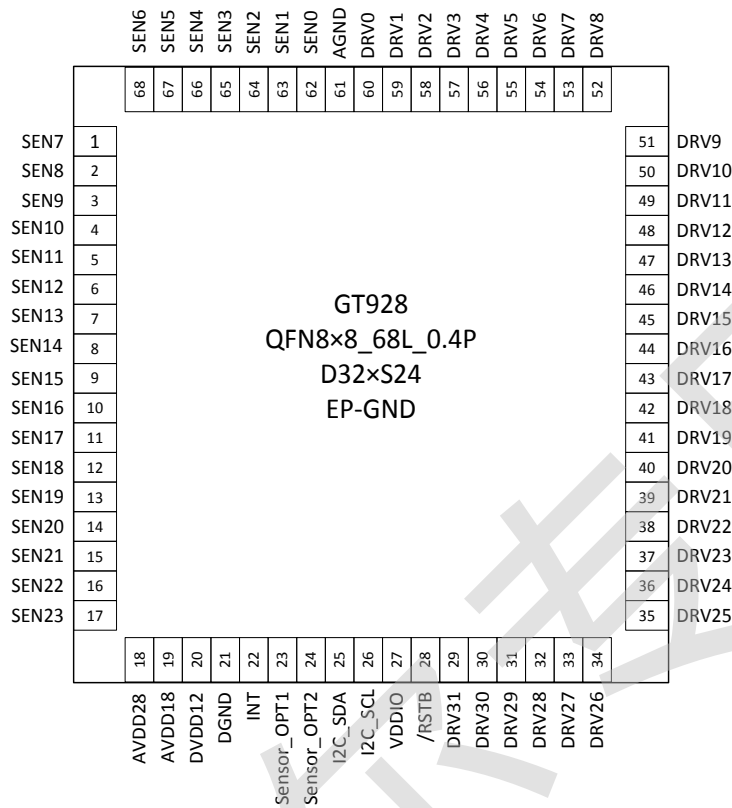 SEN6 SEN5 SEN4 SEN3 SEN2 SEN1 SEN0 AGND DRV0 DRV1 DRV2 DRV3 DRV4 DRV5 DRV6 DRV7 DRV8
68 67 66 65 64 63 62 61 60 59 58 57 56 55 54 53 52
SEN7 1 51 DRV9
SEN8 2 50 DRV10
SEN9 3 49 DRV11
SEN10 4 48 DRV12
SEN11 5 47 DRV13
SEN12 6 46 DRV14
SEN13 7 45 DRV15
SEN14 8 44 DRV16
SEN15 9 43 DRV17
SEN16 10 42 DRV18
SEN17 11 41 DRV19
SEN18 12 40 DRV20
SEN19 13 39 DRV21
SEN20 14 38 DRV22
SEN21 15 37 DRV23
SEN22 16 36 DRV24
SEN23 17 35 DRV25
GT928
QFN8×8_68L_0.4P
D32×S24
EP-GND
18 19 20 21 22 23 24 25 26 27 28 29 30 31 32 33 34
AVDD28 AVDD18 DVDD12 DGND INT Sensor_OPT1 Sensor_OPT2 I2C_SDA I2C_SCL VDDIO /RSTB DRV31 DRV30 DRV29 DRV28 DRV27 DRV26